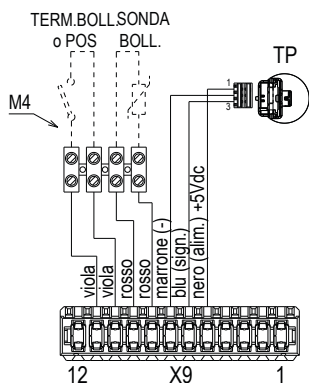 TERM.BOLL.
o POS
SONDA
BOLL.
TP
1
3
M4
viola
viola
rosso
rosso
marrone (-)
blu (sign.)
nero (alim.) +5Vdc
12
X9
1